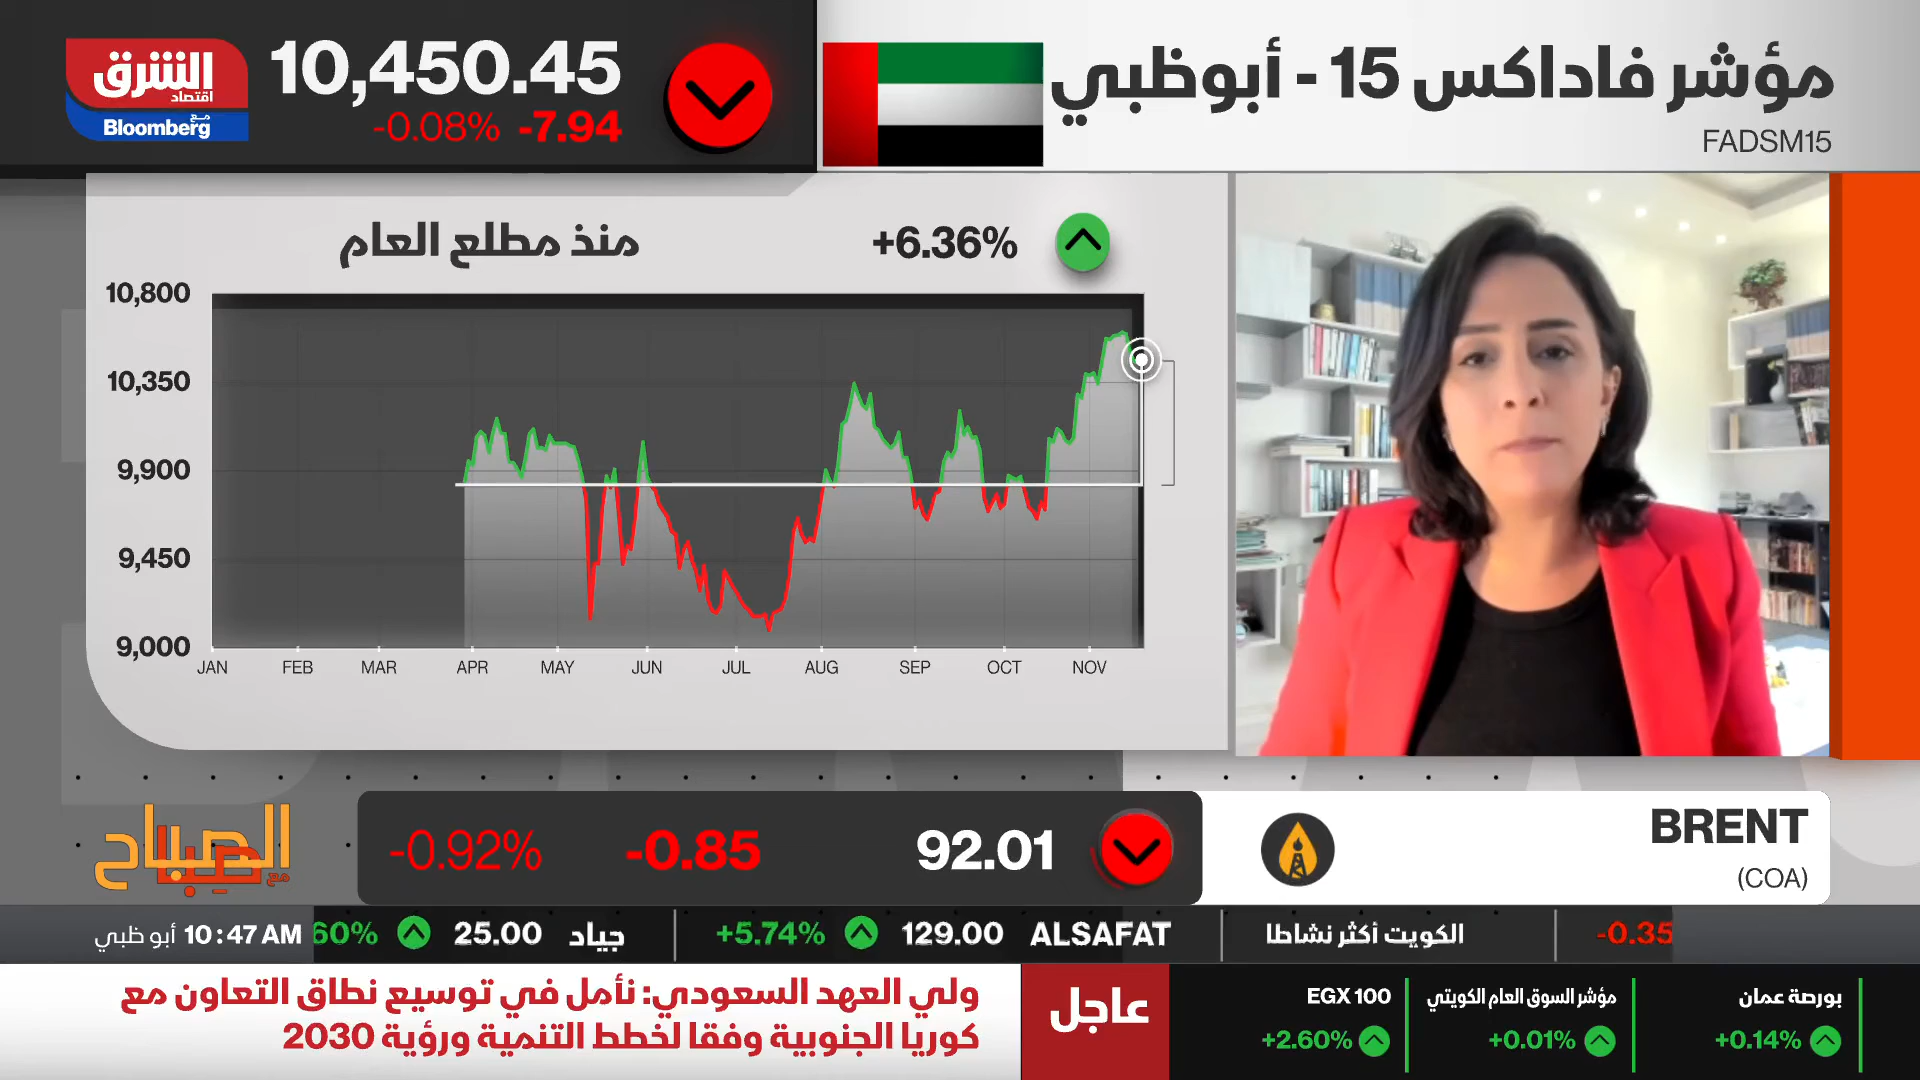 الشرق
اقتصاد
مع
Bloomberg
10,450.45
-0.08% -7.94
مؤشر فاداكس 15 - أبوظبي
FADSM15
منذ مطلع العام
+6.36%
10,800
10,350
9,900
9,450
9,000
JAN FEB MAR APR MAY JUN JUL AUG SEP OCT NOV
الصباح
مع صبا
BRENT
(COA)
92.01 -0.85 -0.92%
-0.35
الكويت أكثر نشاطا
ALSAFAT 129.00 +5.74%
جياد 25.00 60%
10:47 AM أبو ظبي
بورصة عمان
+0.14%
مؤشر السوق العام الكويتي
+0.01%
EGX 100
+2.60%
عاجل
ولي العهد السعودي: نأمل في توسيع نطاق التعاون مع
كوريا الجنوبية وفقا لخطط التنمية ورؤية 2030